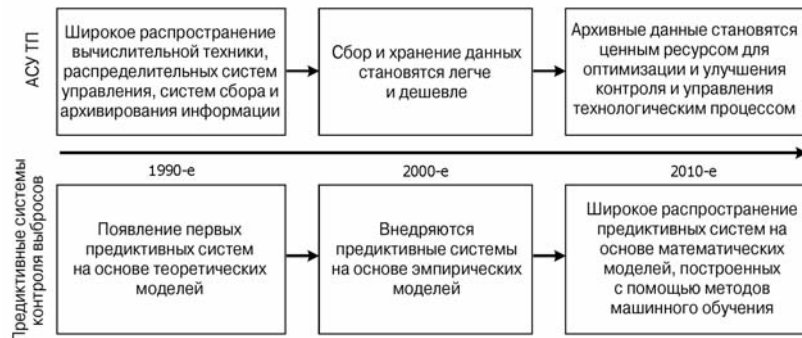 АСУ ТП
Широкое распространение
вычислительной техники,
распределительных систем
управления, систем сбора и
архивирования информации
Сбор и хранение данных
становятся легче
и дешевле
Архивные данные становятся
ценным ресурсом для
оптимизации и улучшения
контроля и управления
технологическим процессом
1990-е
2000-е
2010-е
Предиктивные системы
контроля выбросов
Появление первых
предиктивных систем
на основе теоретических
моделей
Внедряются
предиктивные системы
на основе эмпирических
моделей
Широкое распространение
предиктивных систем на
основе математических
моделей, построенных
с помощью методов
машинного обучения